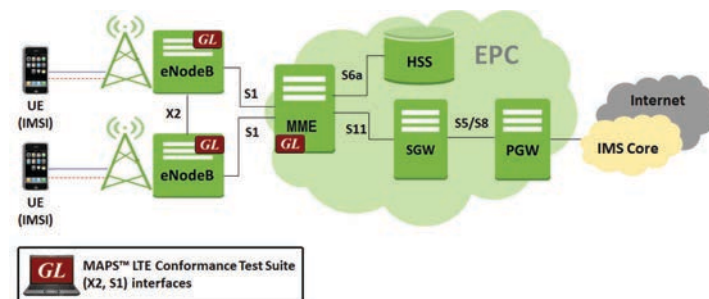 GL
eNodeB
UE
(IMSI)
X2
S1
S1
GL
eNodeB
UE
(IMSI)
MME
GL
S6a
HSS
EPC
S11
SGW
S5/S8
PGW
Internet
IMS Core
GL
MAPS™ LTE Conformance Test Suite
(X2, S1) interfaces